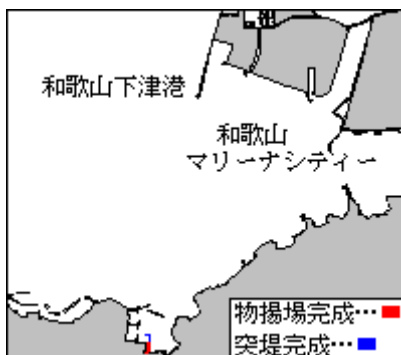 和歌山下津港
和歌山
マリーナシティー
物揚場完成…
突堤完成…